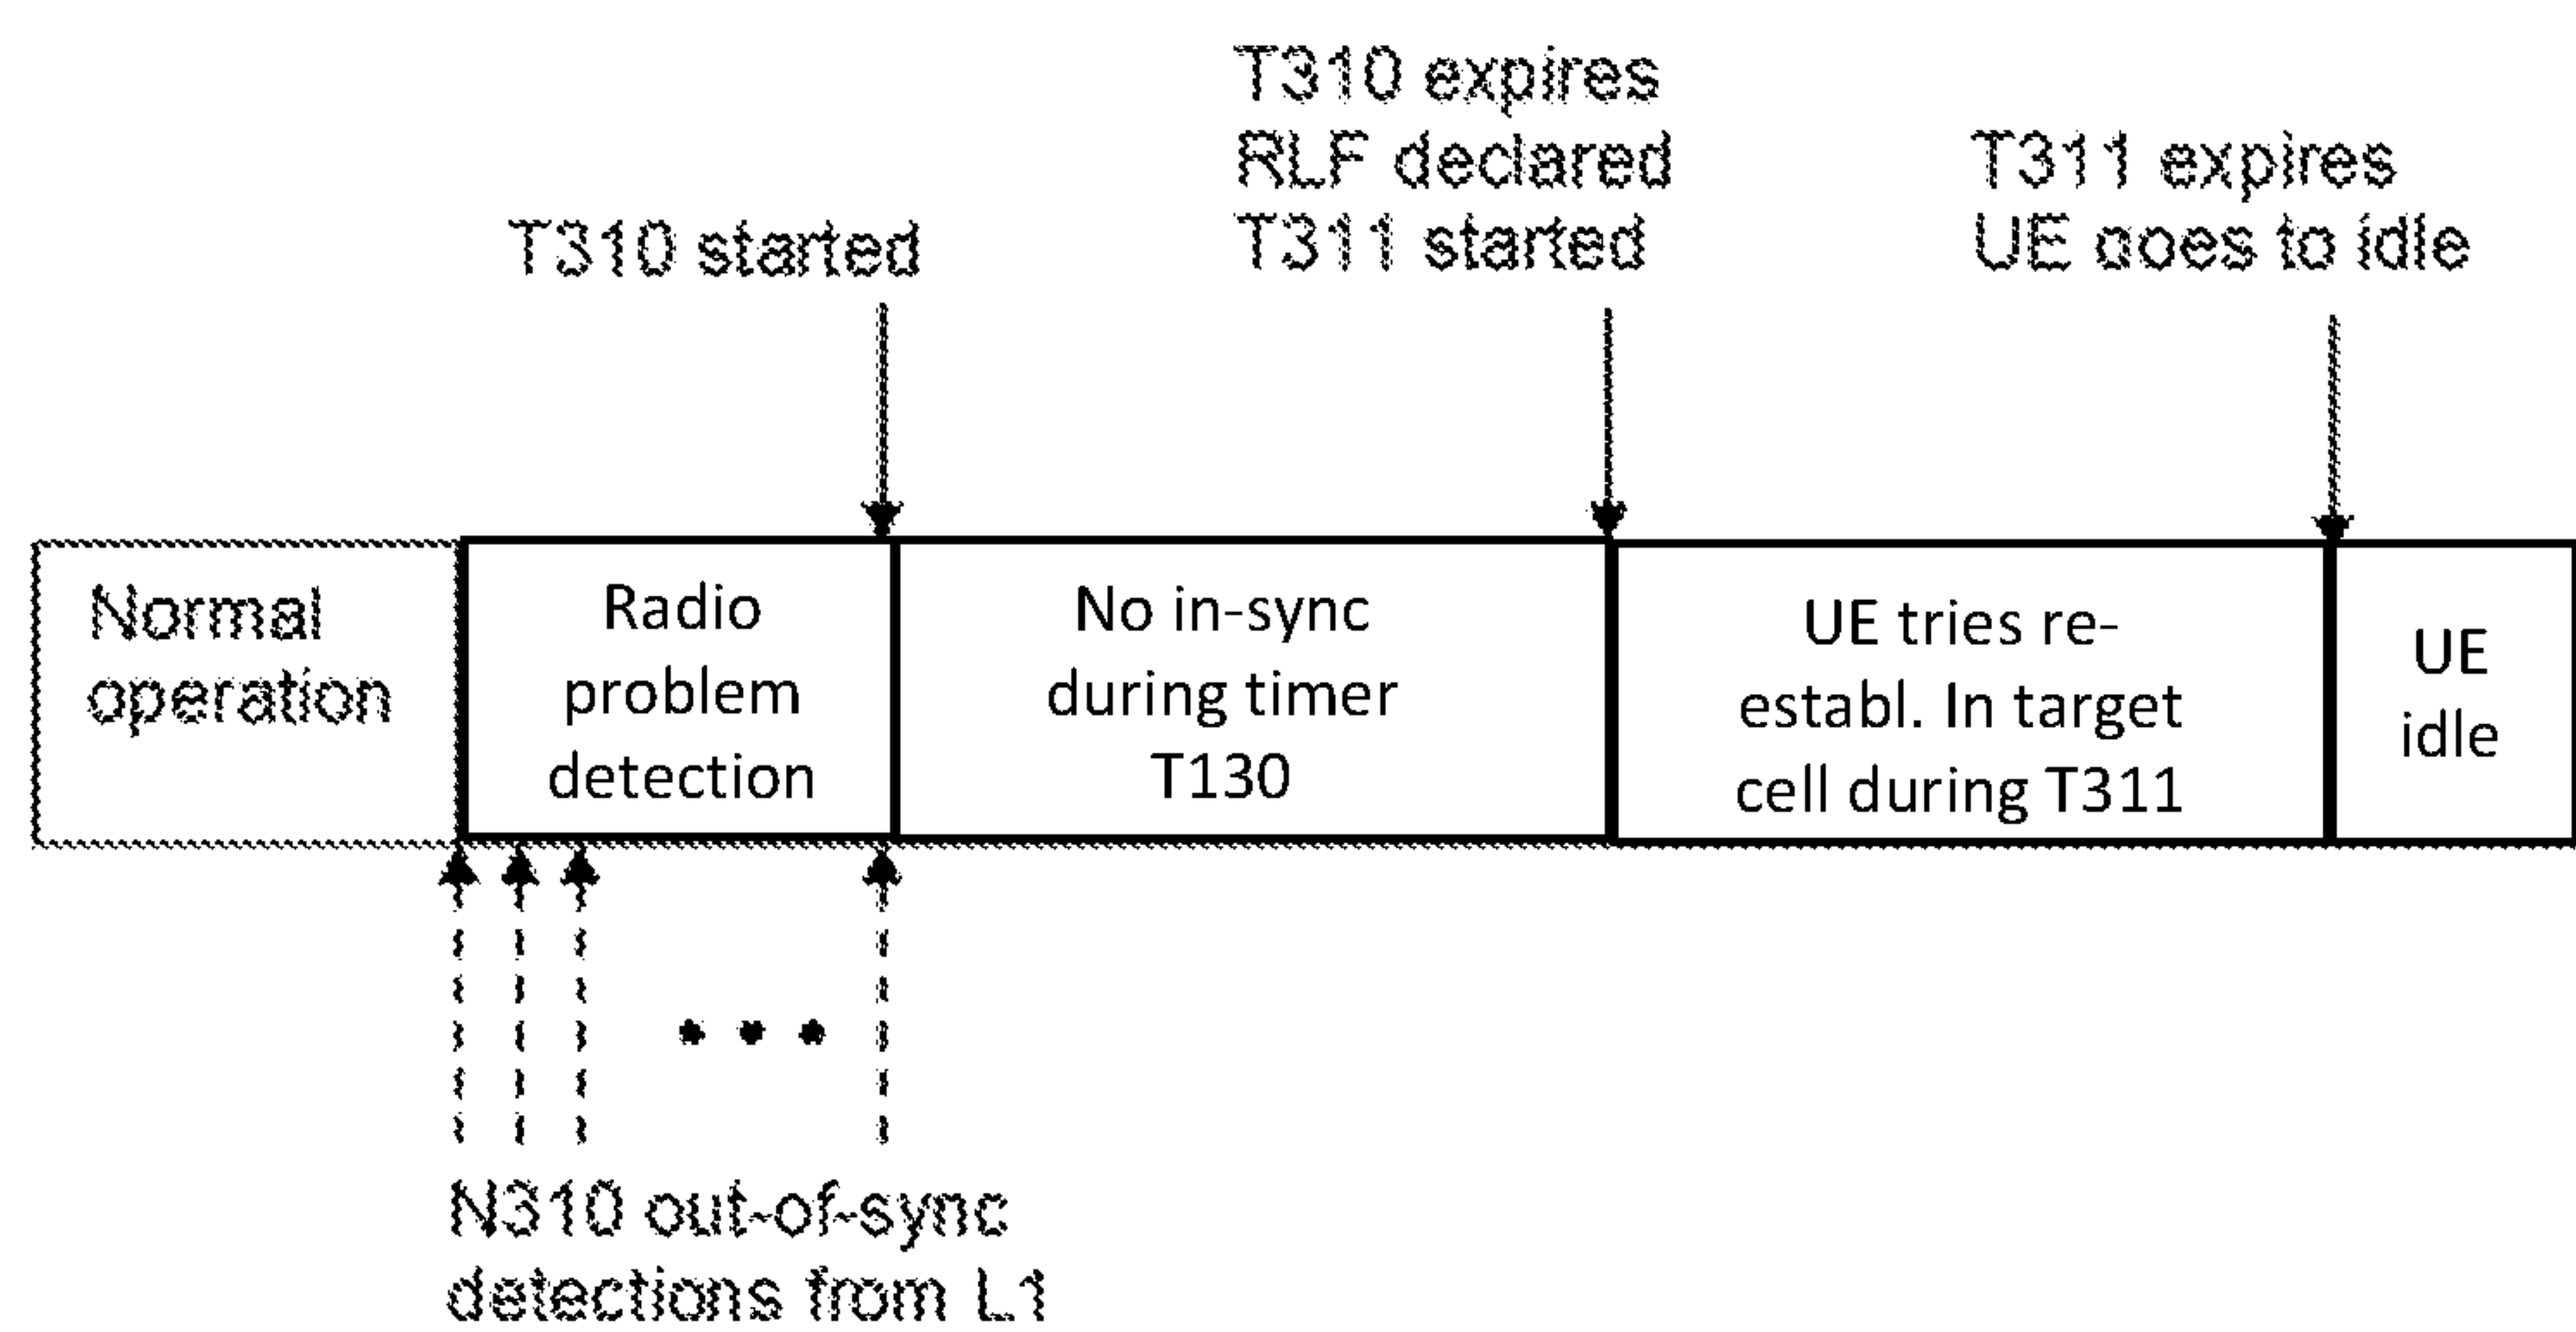 T310 started
T310 expires
RLF declared
T311 started
T311 expires
UE goes to idle
Normal
operation
Radio
problem
detection
No in-sync
during timer
T130
UE tries re-
establ. In target
cell during T311
UE
idle
N310 out-of-sync
detections from L1